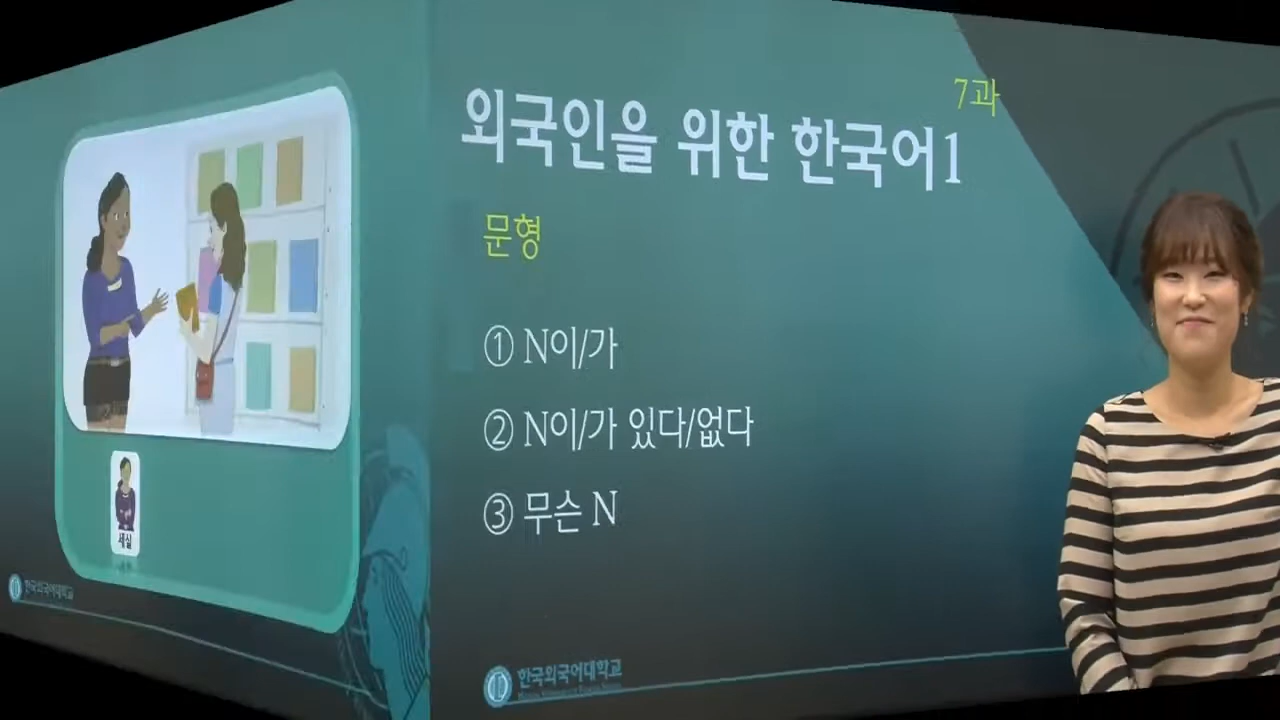 세실
한국외국어대학교
7과
외국인을 위한 한국어1
문형
① N이/가
② N이/가 있다/없다
③ 무슨 N
한국외국어대학교